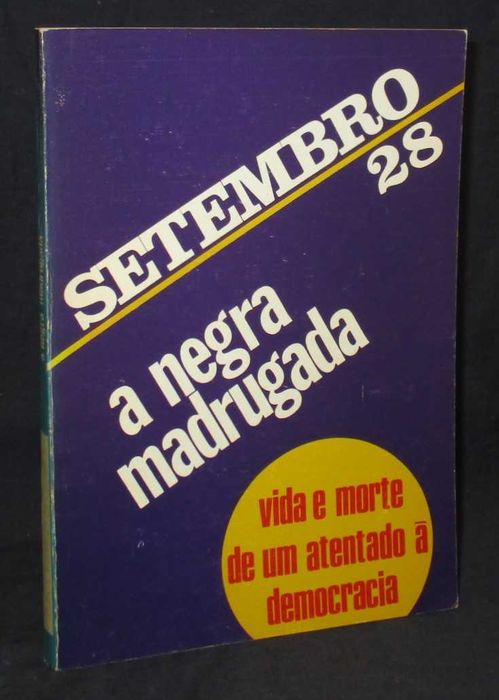 SETEMBRO
28
a negra
madrugada
vida e morte
de um atentado à
democracia